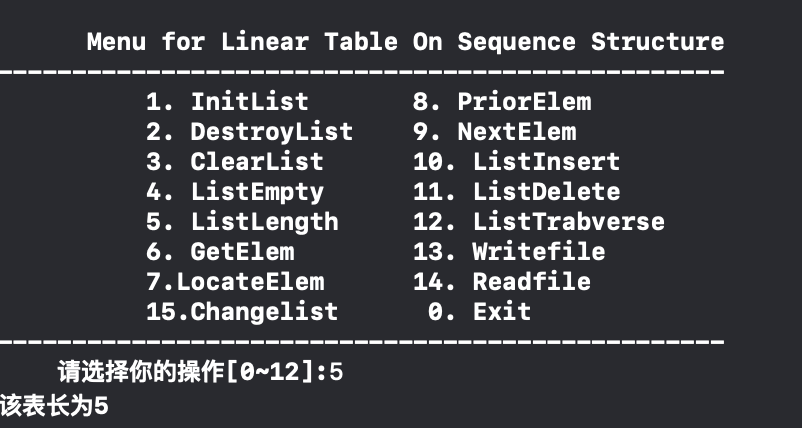 Menu for Linear Table On Sequence Structure
-------------------------------------------------
1. InitList 8. PriorElem
2. DestroyList 9. NextElem
3. ClearList 10. ListInsert
4. ListEmpty 11. ListDelete
5. ListLength 12. ListTrabverse
6. GetElem 13. Writefile
7.LocateElem 14. Readfile
15.Changelist 0. Exit
-------------------------------------------------
请选择你的操作[0~12]:5
该表长为5